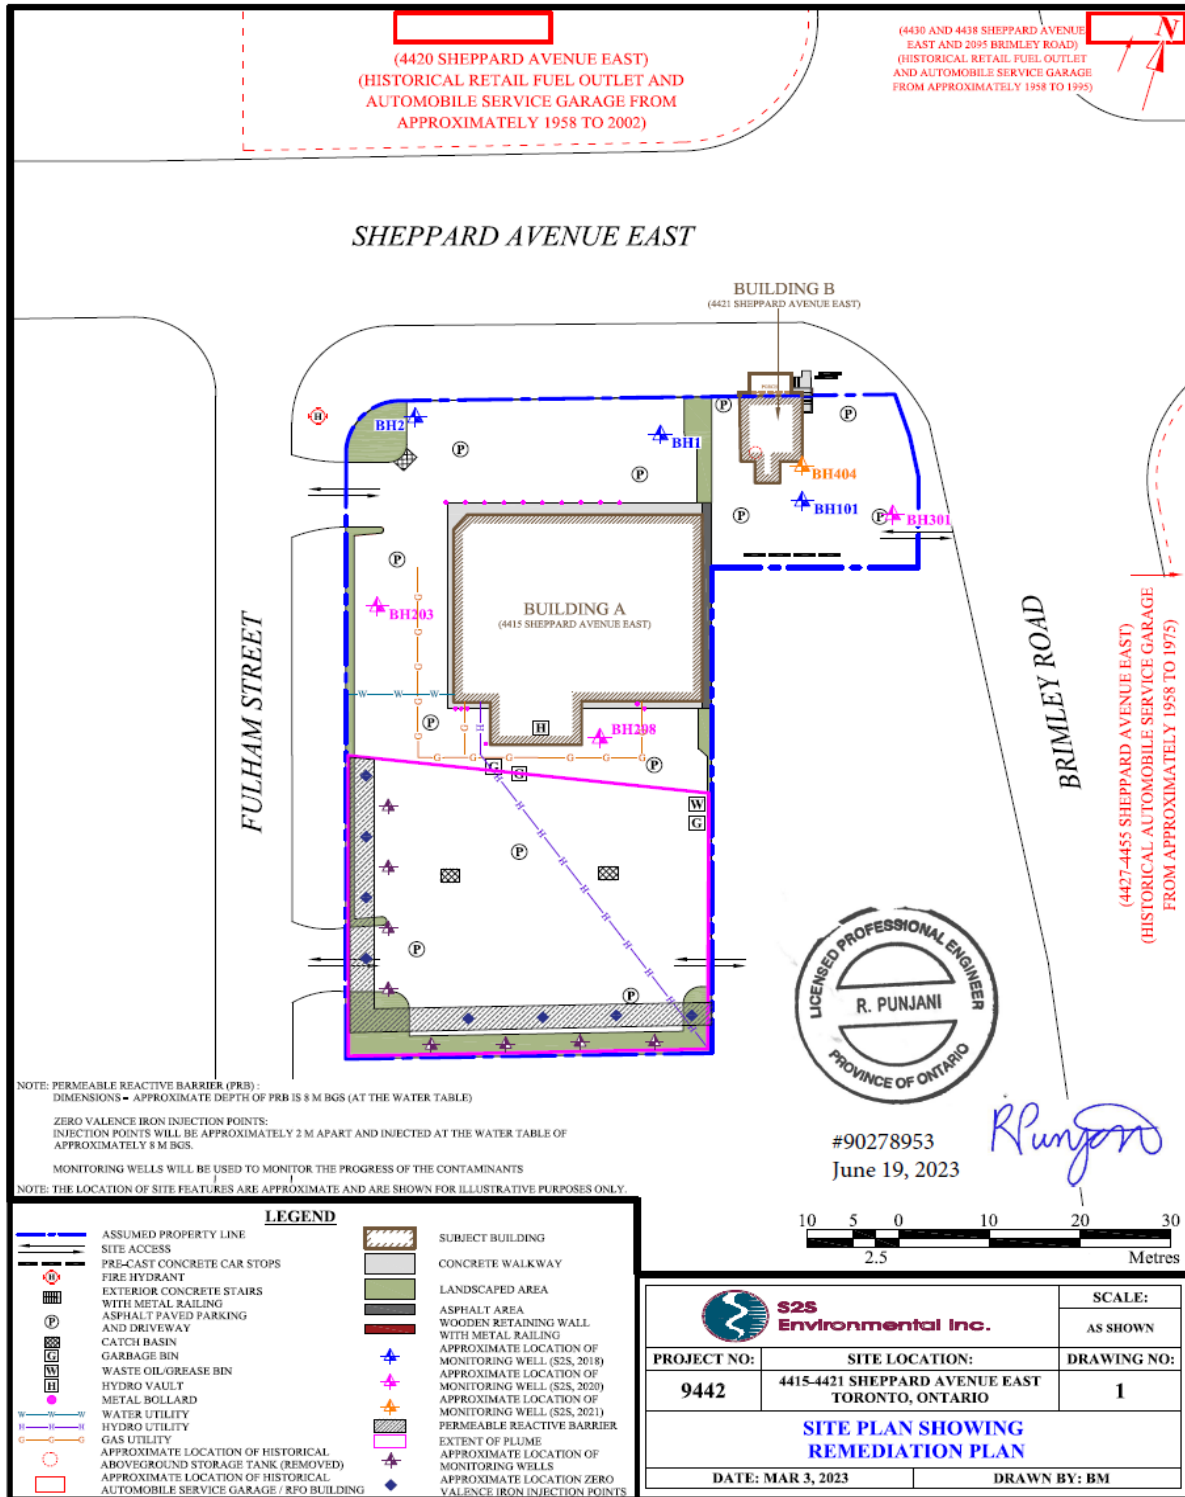 (4420 SHEPPARD AVENUE EAST)
(HISTORICAL RETAIL FUEL OUTLET AND
AUTOMOBILE SERVICE GARAGE FROM
APPROXIMATELY 1958 TO 2002)
(4430 AND 4438 SHEPPARD AVENUE
EAST AND 2095 BRIMLEY ROAD)
(HISTORICAL RETAIL FUEL OUTLET
AND AUTOMOBILE SERVICE GARAGE
FROM APPROXIMATELY 1958 TO 1995)
N
SHEPPARD AVENUE EAST
BUILDING B
(4421 SHEPPARD AVENUE EAST)
H
BH2
P
BH1
P
P
P
BH404
BH101
P
P
BH301
P
BH203
BUILDING A
(4415 SHEPPARD AVENUE EAST)
FULHAM STREET
BRIMLEY ROAD
(4427-4455 SHEPPARD AVENUE EAST)
(HISTORICAL AUTOMOBILE SERVICE GARAGE
FROM APPROXIMATELY 1958 TO 1975)
W W W
G G G G G
H
P
H
BH208
P
G G G G G
G
G
W
G
P
H H H H H H H
P
P
LICENSED PROFESSIONAL ENGINEER
R. PUNJANI
PROVINCE OF ONTARIO
#90278953
June 19, 2023
RPunjani
NOTE: PERMEABLE REACTIVE BARRIER (PRB) :
DIMENSIONS - APPROXIMATE DEPTH OF PRB IS 8 M BGS (AT THE WATER TABLE)
ZERO VALENCE IRON INJECTION POINTS:
INJECTION POINTS WILL BE APPROXIMATELY 2 M APART AND INJECTED AT THE WATER TABLE OF
APPROXIMATELY 8 M BGS.
MONITORING WELLS WILL BE USED TO MONITOR THE PROGRESS OF THE CONTAMINANTS
NOTE: THE LOCATION OF SITE FEATURES ARE APPROXIMATE AND ARE SHOWN FOR ILLUSTRATIVE PURPOSES ONLY.
10 5 0 10 20 30
2.5 Metres
LEGEND
ASSUMED PROPERTY LINE
SITE ACCESS
PRE-CAST CONCRETE CAR STOPS
H FIRE HYDRANT
EXTERIOR CONCRETE STAIRS
WITH METAL RAILING
P ASPHALT PAVED PARKING
AND DRIVEWAY
CATCH BASIN
G GARBAGE BIN
W WASTE OIL/GREASE BIN
H HYDRO VAULT
METAL BOLLARD
W W W WATER UTILITY
H H H HYDRO UTILITY
G G G GAS UTILITY
APPROXIMATE LOCATION OF HISTORICAL
ABOVEGROUND STORAGE TANK (REMOVED)
APPROXIMATE LOCATION OF HISTORICAL
AUTOMOBILE SERVICE GARAGE / RFO BUILDING
SUBJECT BUILDING
CONCRETE WALKWAY
LANDSCAPED AREA
ASPHALT AREA
WOODEN RETAINING WALL
WITH METAL RAILING
APPROXIMATE LOCATION OF
MONITORING WELL (S2S, 2018)
APPROXIMATE LOCATION OF
MONITORING WELL (S2S, 2020)
APPROXIMATE LOCATION OF
MONITORING WELL (S2S, 2021)
PERMEABLE REACTIVE BARRIER
EXTENT OF PLUME
APPROXIMATE LOCATION OF
MONITORING WELLS
APPROXIMATE LOCATION ZERO
VALENCE IRON INJECTION POINTS
S2S
Environmental Inc.
SCALE:
AS SHOWN
PROJECT NO:
9442
SITE LOCATION:
4415-4421 SHEPPARD AVENUE EAST
TORONTO, ONTARIO
DRAWING NO:
1
SITE PLAN SHOWING
REMEDIATION PLAN
DATE: MAR 3, 2023
DRAWN BY: BM